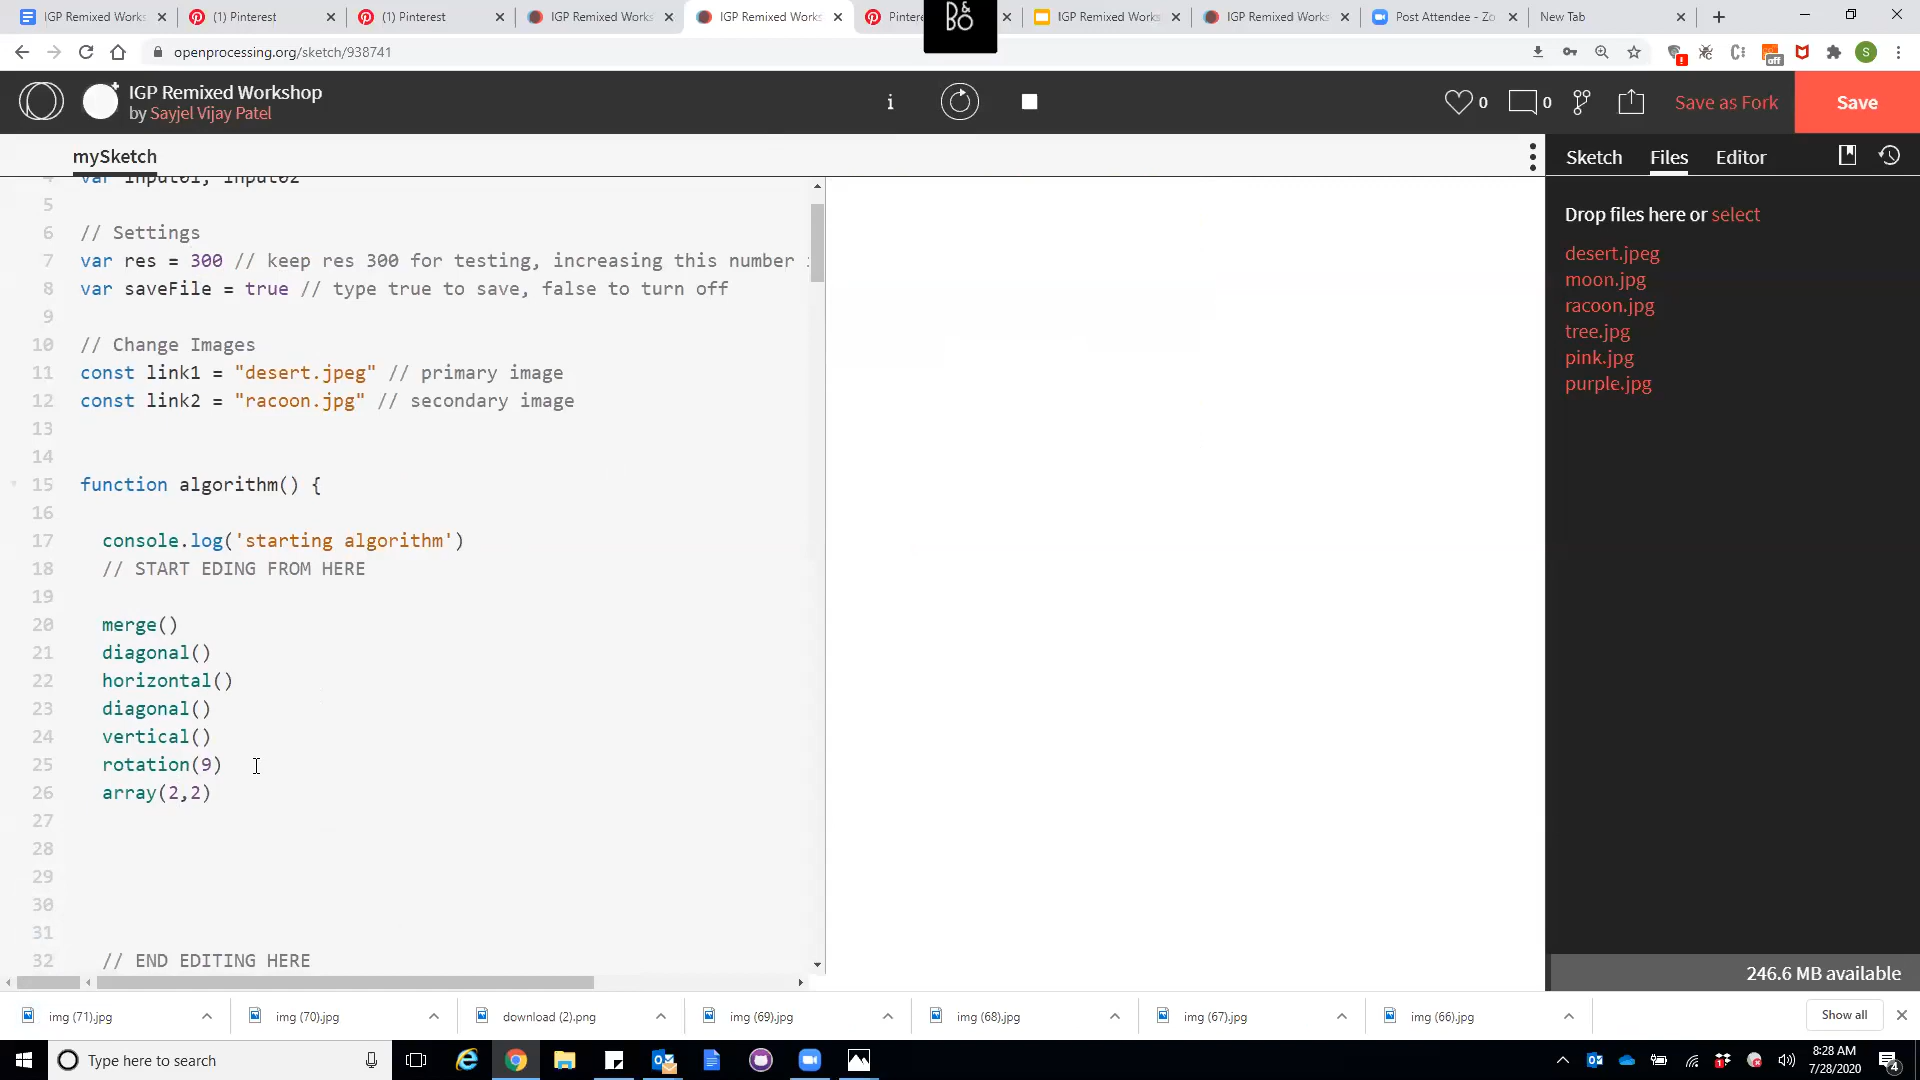 IGP Remixed Works
(1) Pinterest
(1) Pinterest
IGP Remixed Works
IGP Remixed Works
Pintere
B&O
IGP Remixed Works
IGP Remixed Works
Post Attendee - Zo
New Tab
openprocessing.org/sketch/938741
off
S
IGP Remixed Workshop
by Sayjel Vijay Patel
i
0
0
Save as Fork
Save
mySketch
Sketch
Files
Editor
4 var input01, input02
5
6 // Settings
7 var res = 300 // keep res 300 for testing, increasing this number
8 var saveFile = true // type true to save, false to turn off
9
10 // Change Images
11 const link1 = "desert.jpeg" // primary image
12 const link2 = "racoon.jpg" // secondary image
13
14
15 function algorithm() {
16
17 console.log('starting algorithm')
18 // START EDING FROM HERE
19
20 merge()
21 diagonal()
22 horizontal()
23 diagonal()
24 vertical()
25 rotation(9)
26 array(2,2)
27
28
29
30
31
32 // END EDITING HERE
Drop files here or select
desert.jpeg
moon.jpg
racoon.jpg
tree.jpg
pink.jpg
purple.jpg
246.6 MB available
img (71).jpg
img (70).jpg
download (2).png
img (69).jpg
img (68).jpg
img (67).jpg
img (66).jpg
Show all
Type here to search
8:28 AM
7/28/2020
4